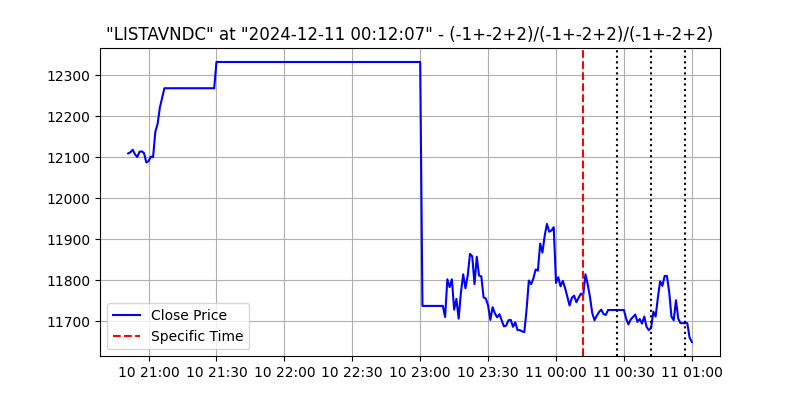 "LISTAVNDC" at "2024-12-11 00:12:07" - (-1+-2+2)/(-1+-2+2)/(-1+-2+2)
12300
12200
12100
12000
11900
11800
11700
Close Price
Specific Time
10 21:00 10 21:30 10 22:00 10 22:30 10 23:00 10 23:30 11 00:00 11 00:30 11 01:00